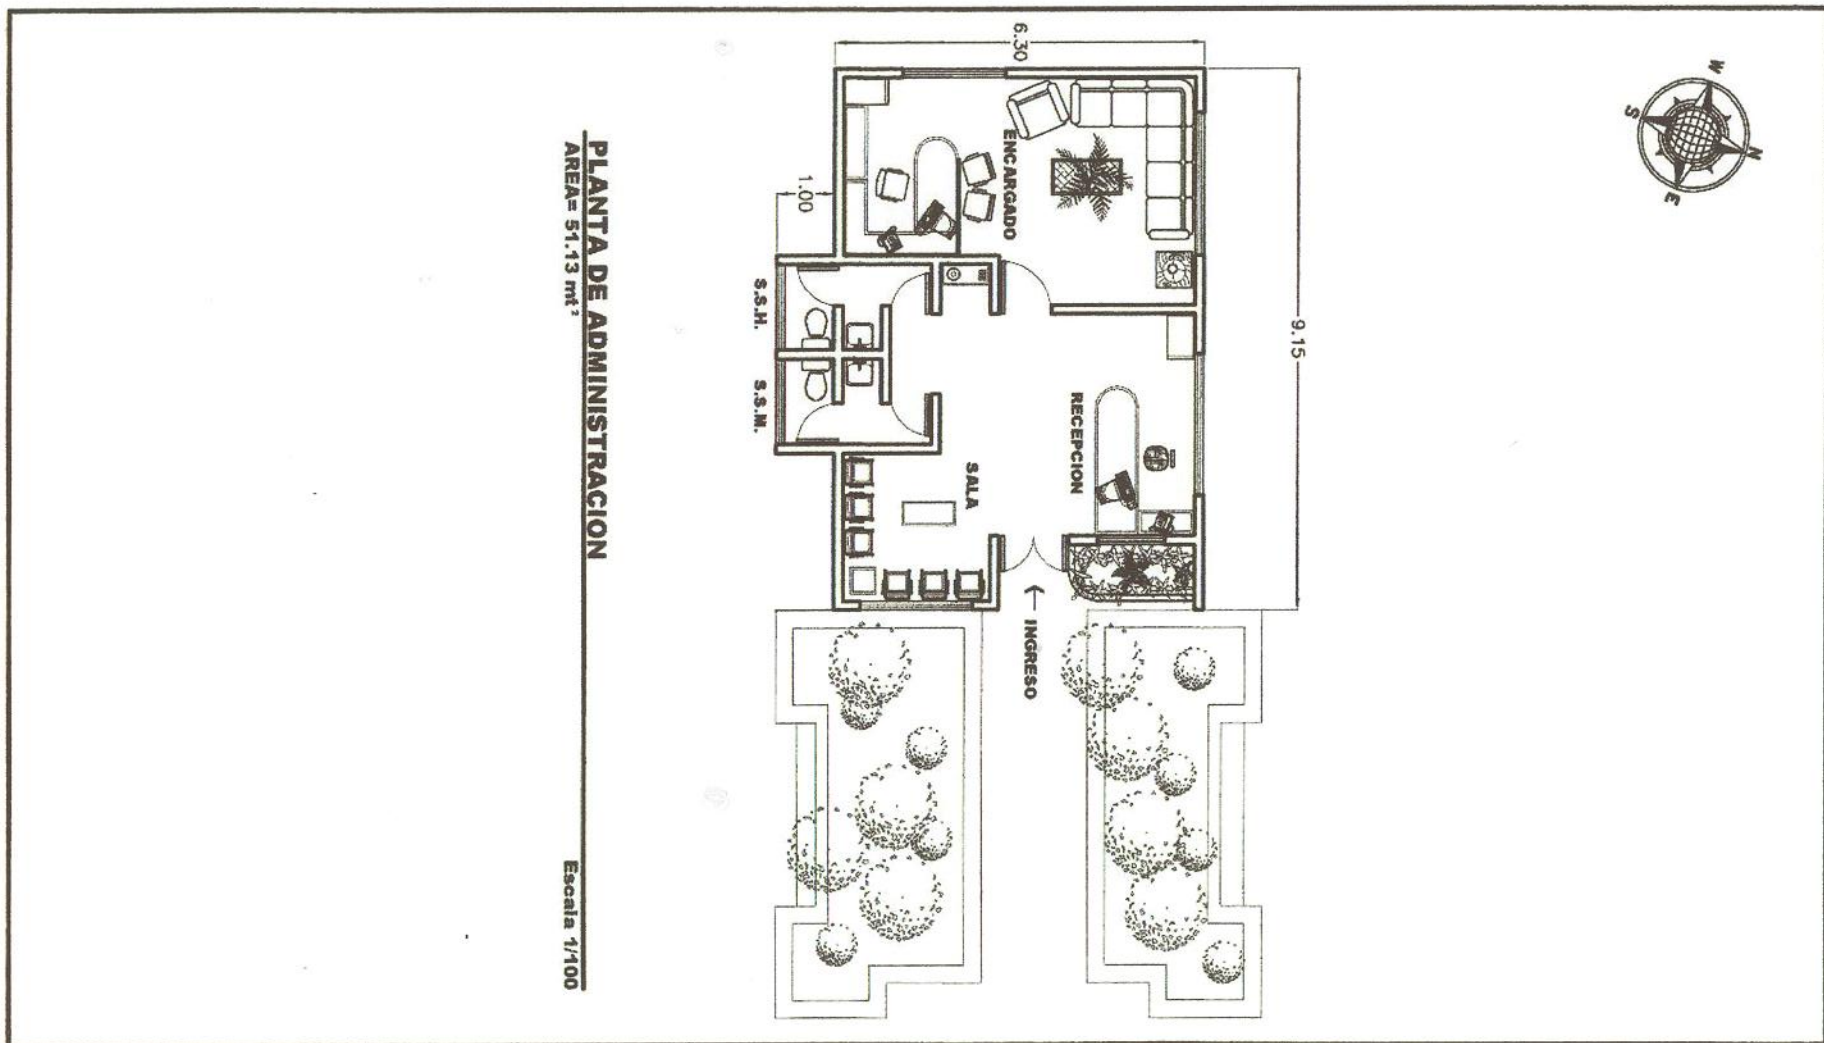 PLANTA DE ADMINISTRACION
AREA= 51.13 mt²
Escala 1/100
6.30
9.15
1.00
ENCARGADO
RECEPCION
SALA
S.S.H.
S.S.M.
← INGRESO
W
N
S
E